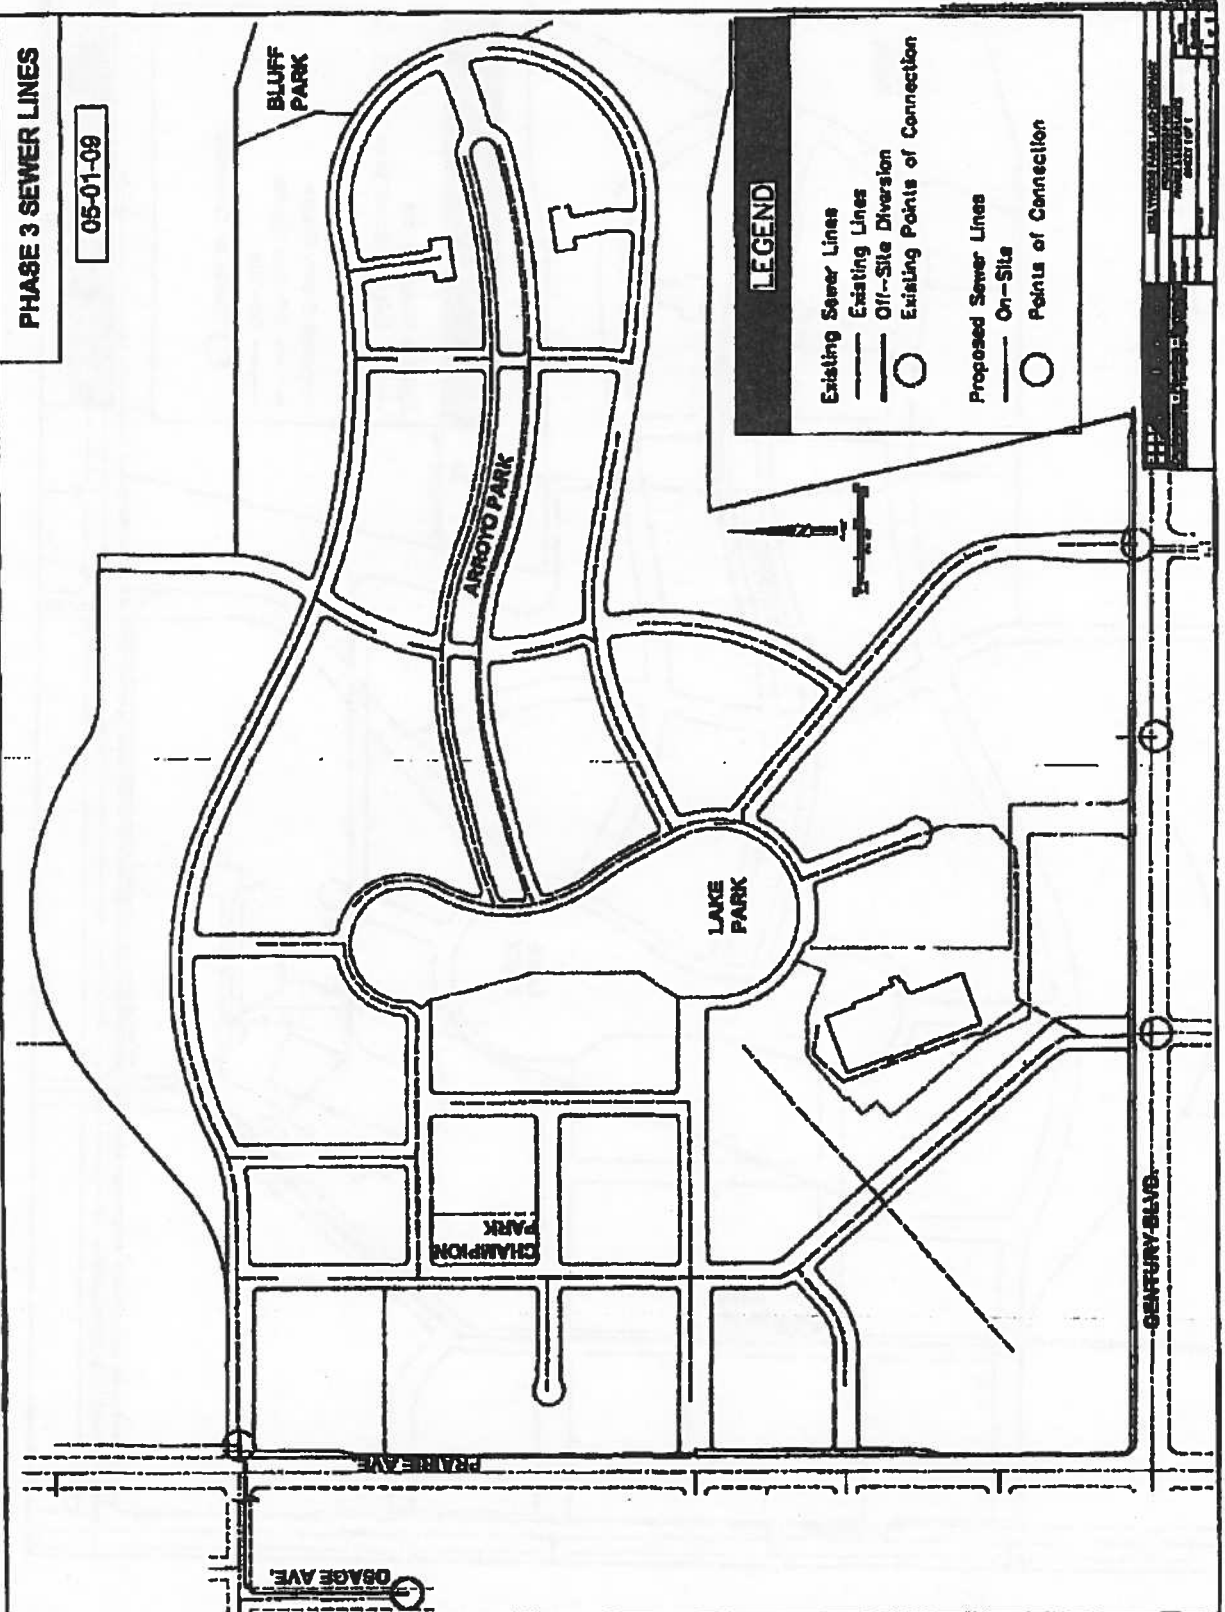 PHASE 3 SEWER LINES
05-01-09
BLUFF
PARK
LEGEND
Existing Sewer Lines
Existing Lines
Off-Site Diversion
Existing Points of Connection
Proposed Sewer Lines
On-Site
Points of Connection
ARROYO PARK
LAKE
PARK
CHAMPION
PARK
PRAIRIE AVE
OSAGE AVE.
CENTURY BLVD.